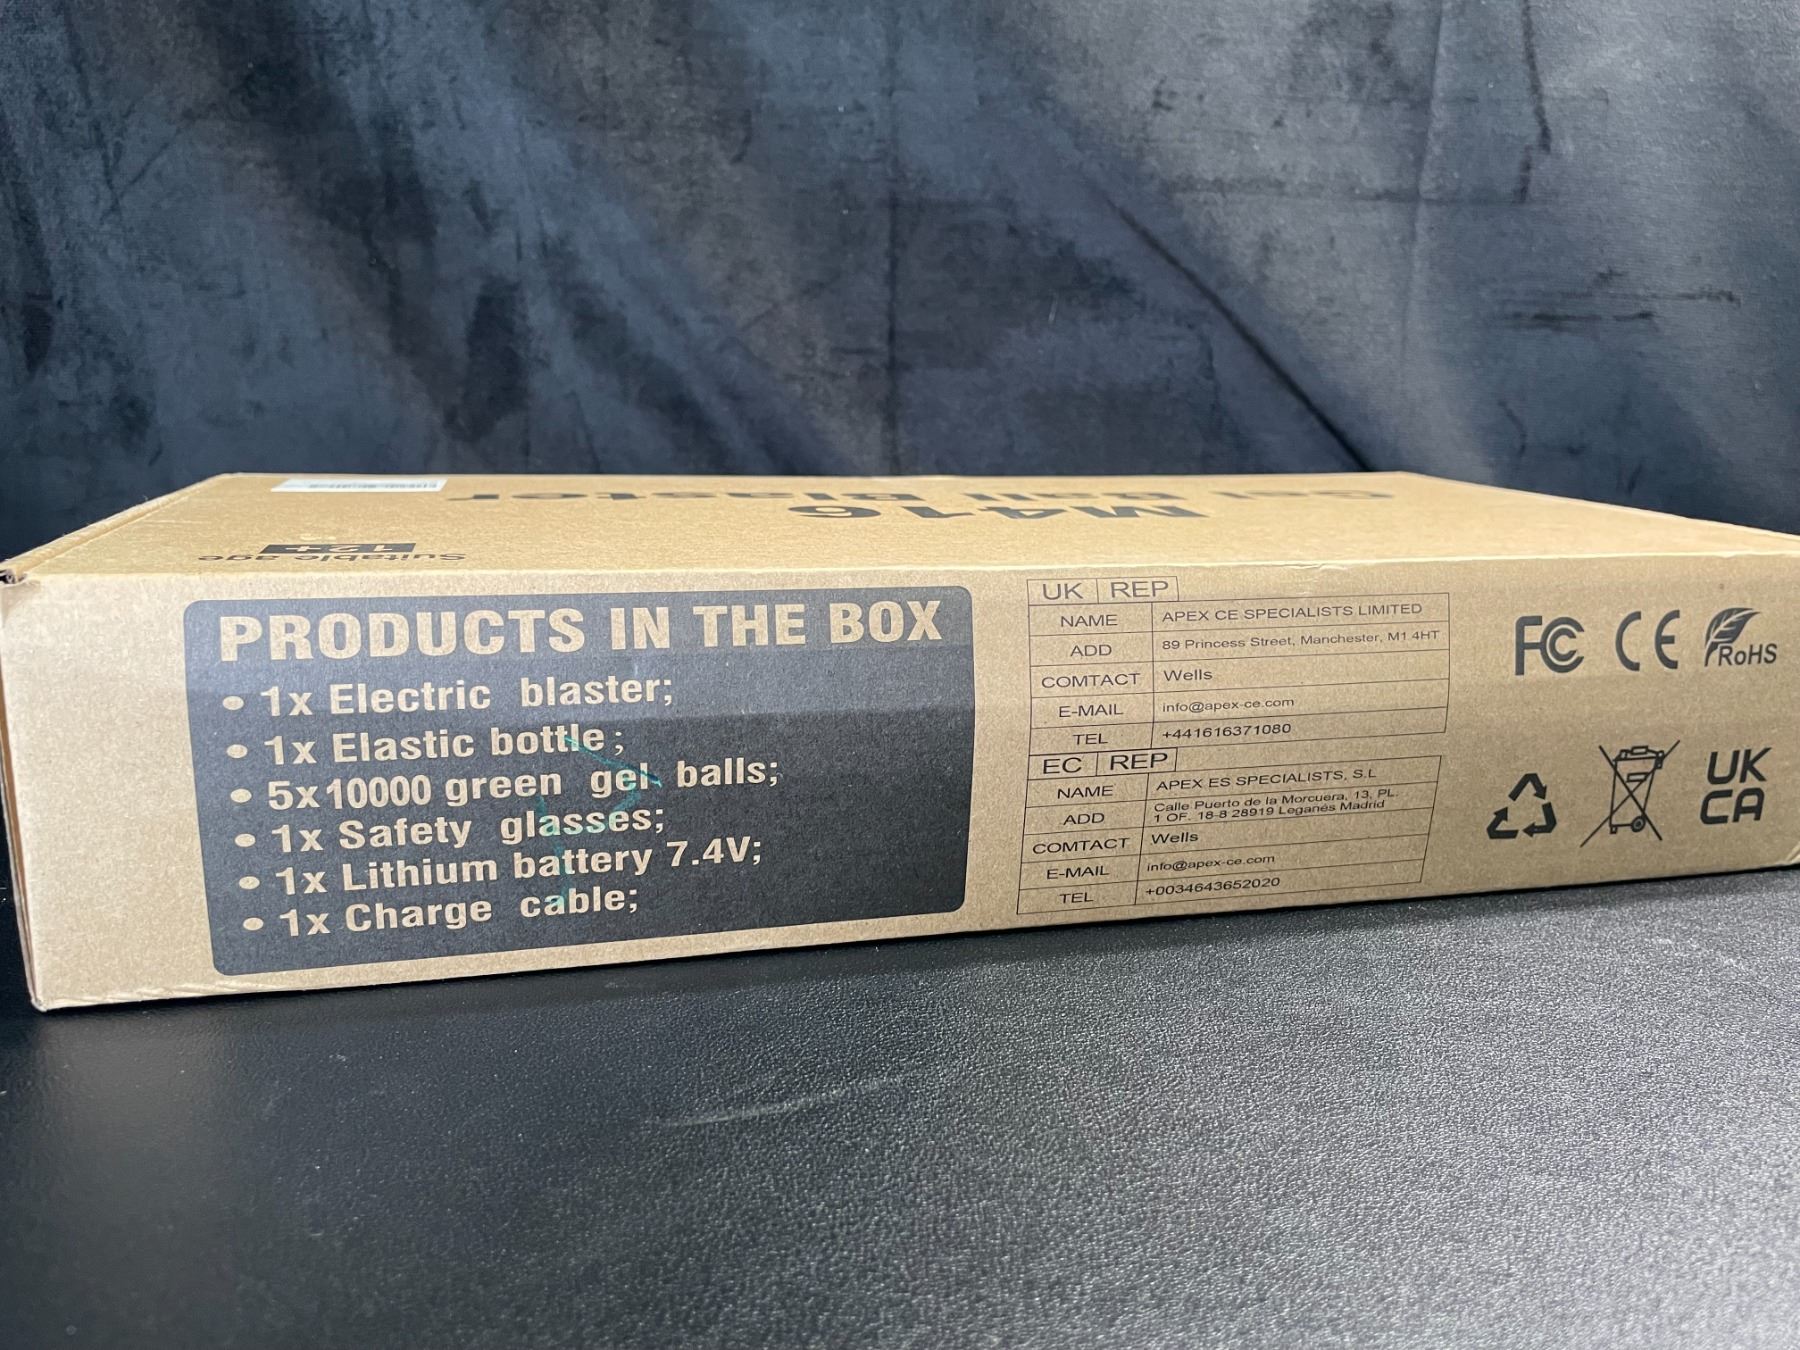 Gel Ball Blaster
M416
Suitable age
12+
PRODUCTS IN THE BOX
• 1x Electric blaster;
• 1x Elastic bottle;
• 5x10000 green gel balls;
• 1x Safety glasses;
• 1x Lithium battery 7.4V;
• 1x Charge cable;
UK REP
NAME APEX CE SPECIALISTS LIMITED
ADD 89 Princess Street, Manchester, M1 4HT
COMTACT Wells
E-MAIL info@apex-ce.com
TEL +441616371080
EC REP
NAME APEX ES SPECIALISTS, S.L
ADD Calle Puerto de la Morcuera, 13, PL.
1 OF. 18-8 28919 Leganés Madrid
COMTACT Wells
E-MAIL info@apex-ce.com
TEL +0034643652020
FC CE RoHS
UK
CA